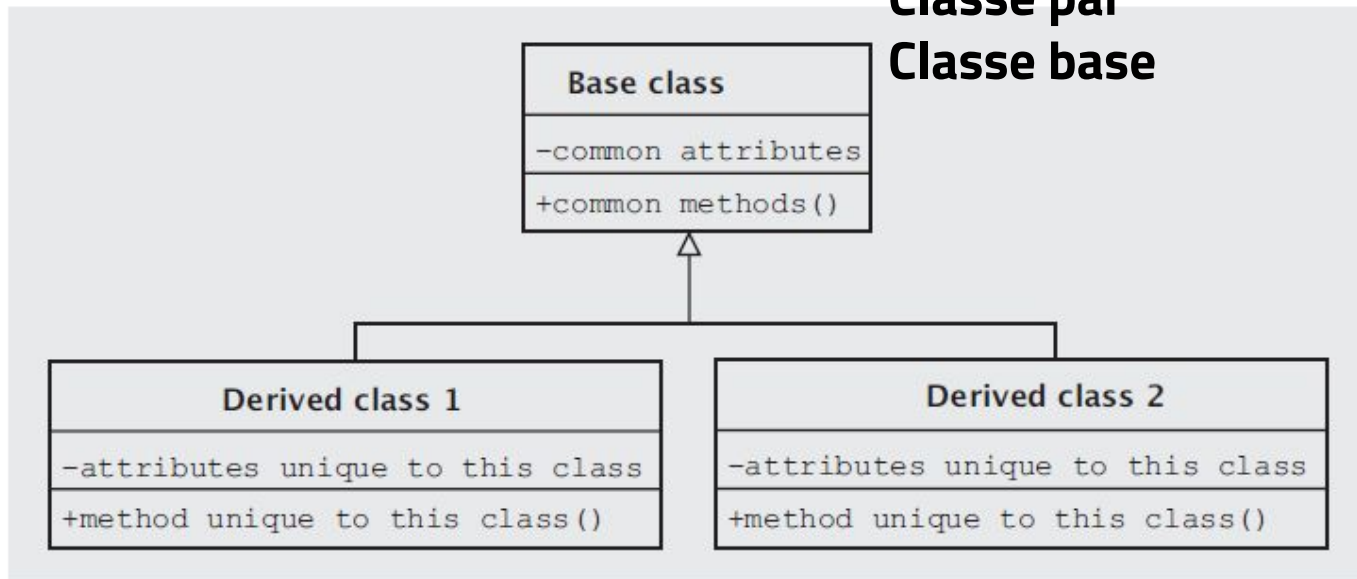 Classe
Classe base
Base class
-common attributes
+common methods()
Derived class 1
-attributes unique to this class
+method unique to this class()
Derived class 2
-attributes unique to this class
+method unique to this class()